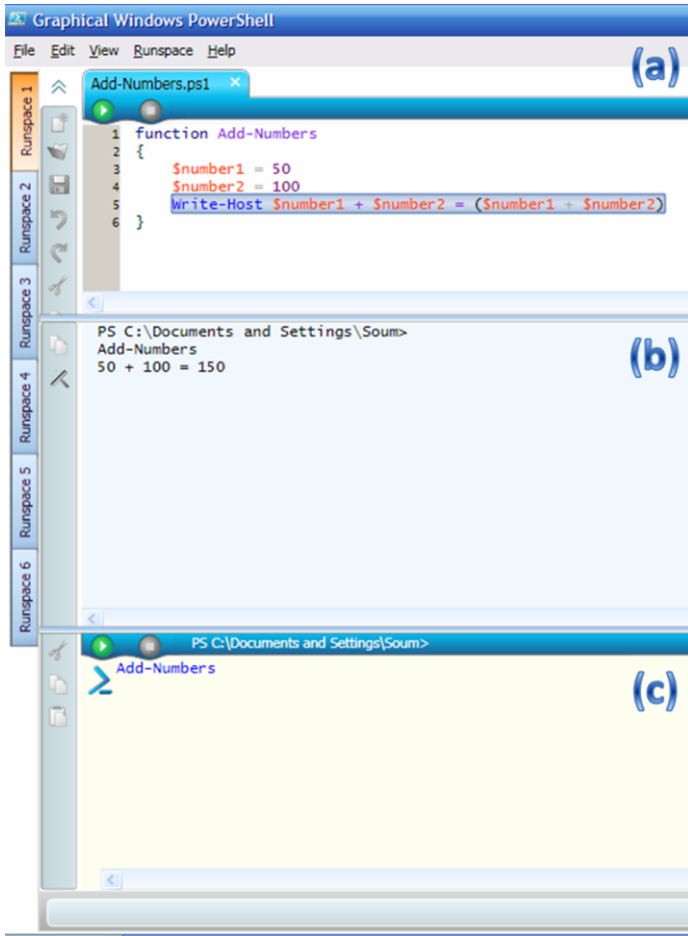 Graphical Windows PowerShell
File Edit View Runspace Help
(a)
Runspace 1
Runspace 2
Runspace 3
Runspace 4
Runspace 5
Runspace 6
Add-Numbers.ps1 ×
1 function Add-Numbers
2 {
3 $number1 = 50
4 $number2 = 100
5 Write-Host $number1 + $number2 = ($number1 + $number2)
6 }
PS C:\Documents and Settings\Soum>
Add-Numbers
50 + 100 = 150
(b)
PS C:\Documents and Settings\Soum>
Add-Numbers
(c)